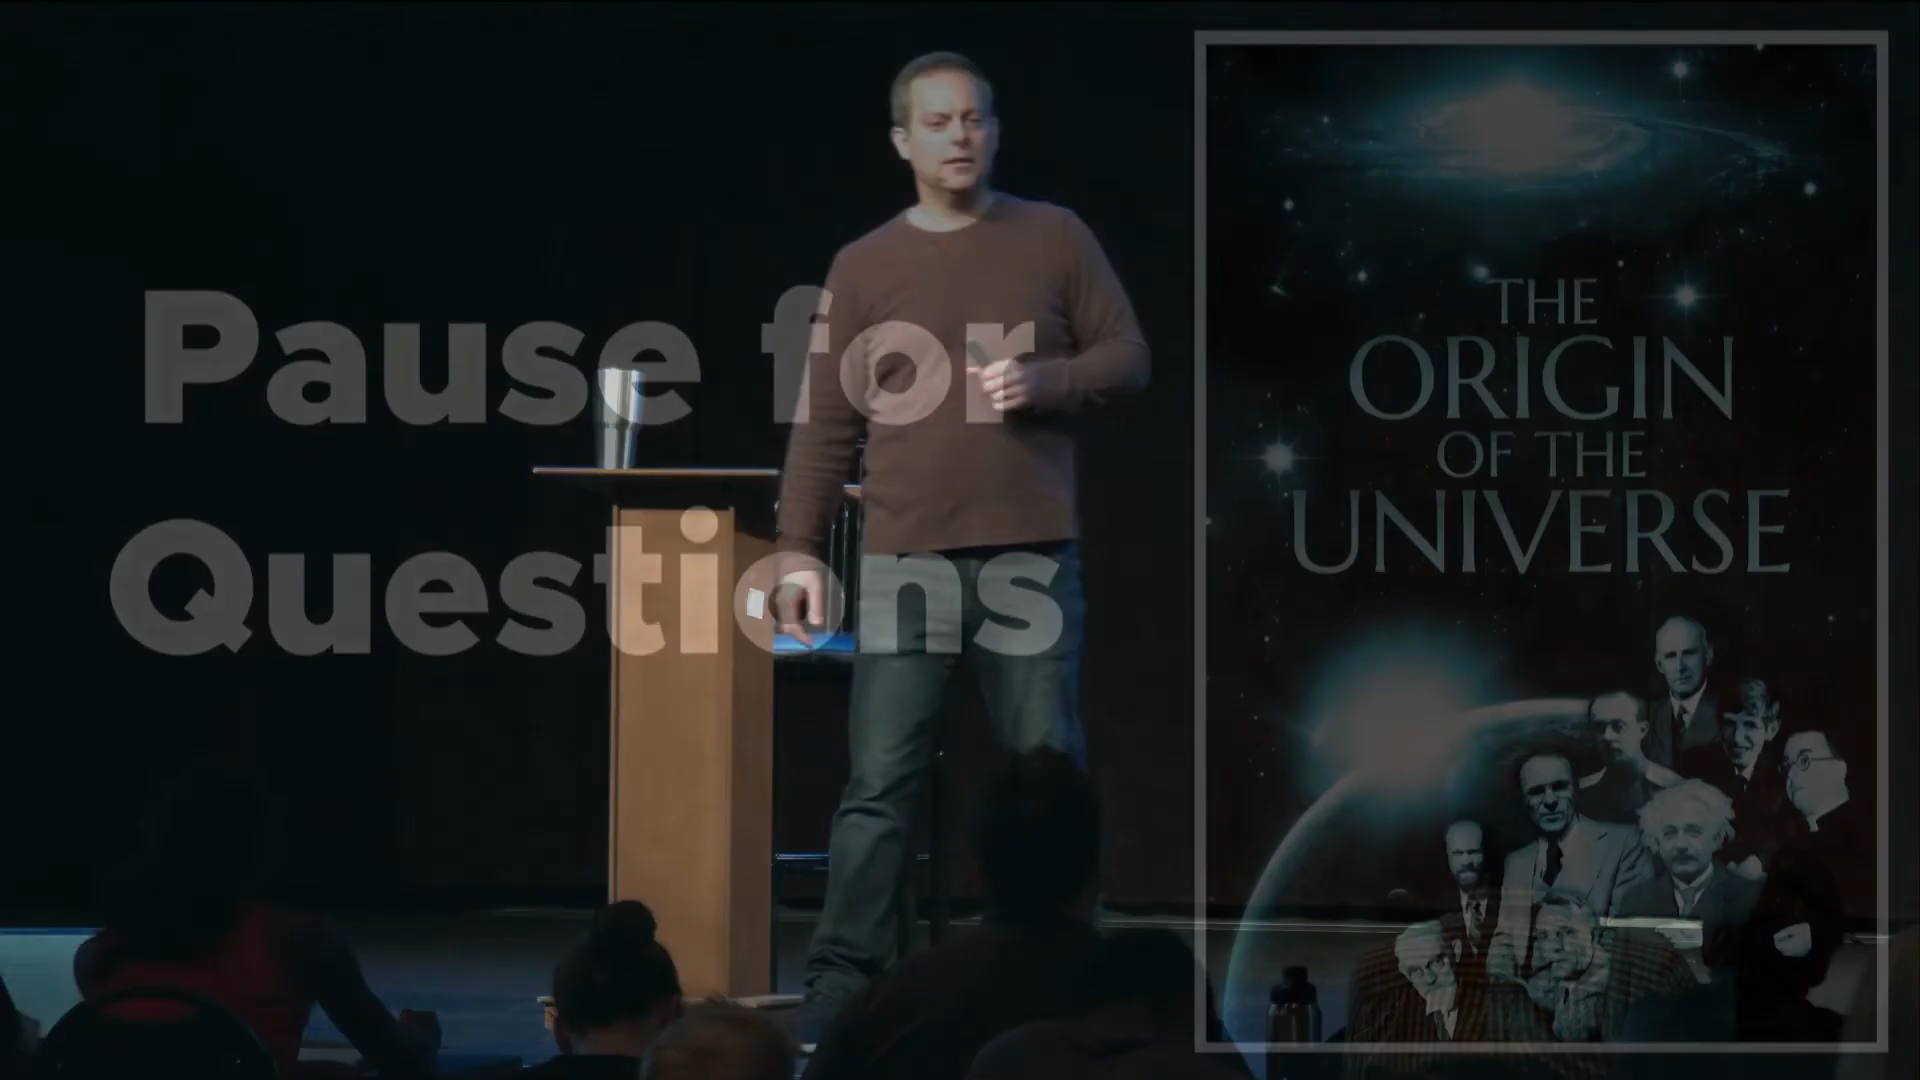 Pause for
Questions
THE
ORIGIN
OF THE
UNIVERSE